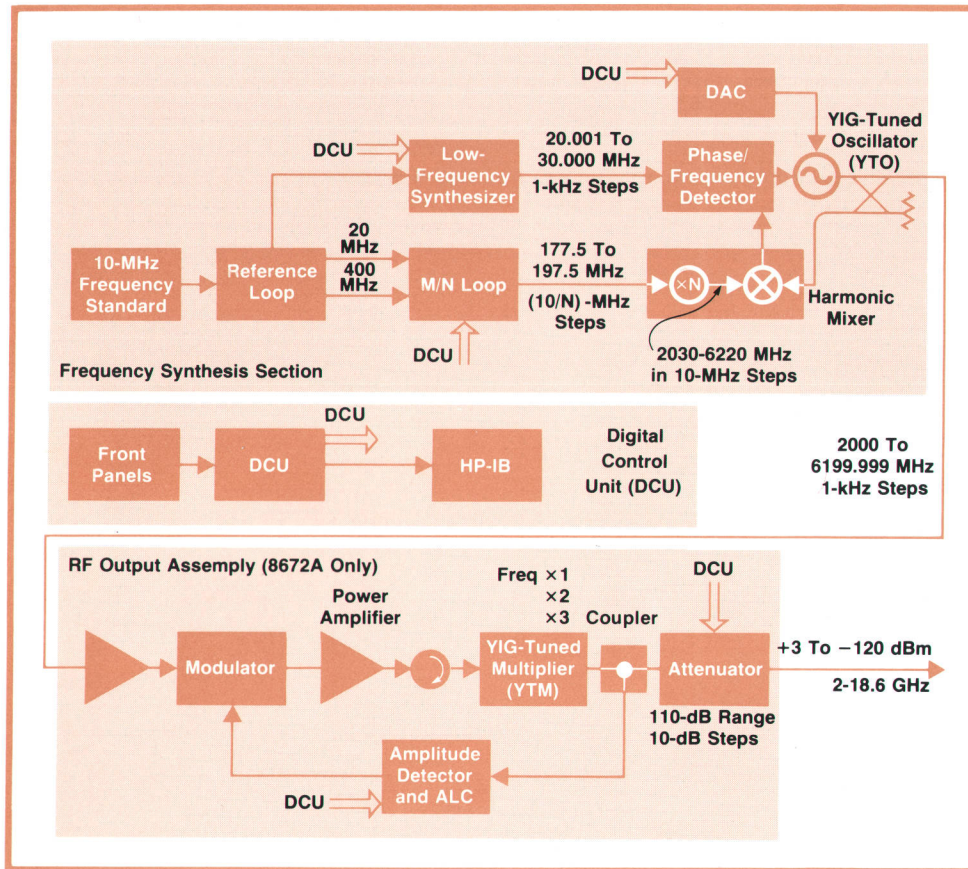 DCU
DAC
YIG-Tuned
Oscillator
(YTO)
DCU
Low-
Frequency
Synthesizer
20.001 To
30.000 MHz
1-kHz Steps
Phase/
Frequency
Detector
10-MHz
Frequency
Standard
Reference
Loop
20
MHz
400
MHz
M/N Loop
177.5 To
197.5 MHz
(10/N)-MHz
Steps
×N
Harmonic
Mixer
DCU
2030-6220 MHz
in 10-MHz Steps
Frequency Synthesis Section
Front
Panels
DCU
DCU
HP-IB
Digital
Control
Unit (DCU)
2000 To
6199.999 MHz
1-kHz Steps
RF Output Assemply (8672A Only)
Power
Amplifier
Modulator
Freq ×1
×2
×3
YIG-Tuned
Multiplier
(YTM)
Coupler
DCU
Attenuator
+3 To −120 dBm
2-18.6 GHz
110-dB Range
10-dB Steps
Amplitude
Detector
and ALC
DCU